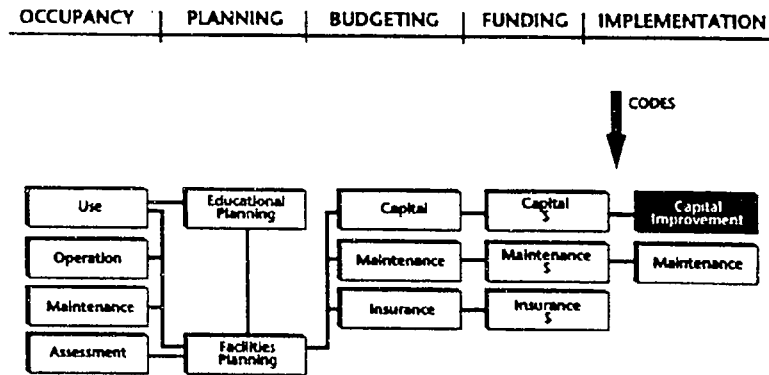 OCCUPANCY | PLANNING | BUDGETING | FUNDING | IMPLEMENTATION
CODES
Use
Educational
Planning
Capital
Capital
$
Capital
Improvement
Operation
Maintenance
Maintenance
$
Maintenance
Maintenance
Insurance
Insurance
$
Assessment
Facilities
Planning